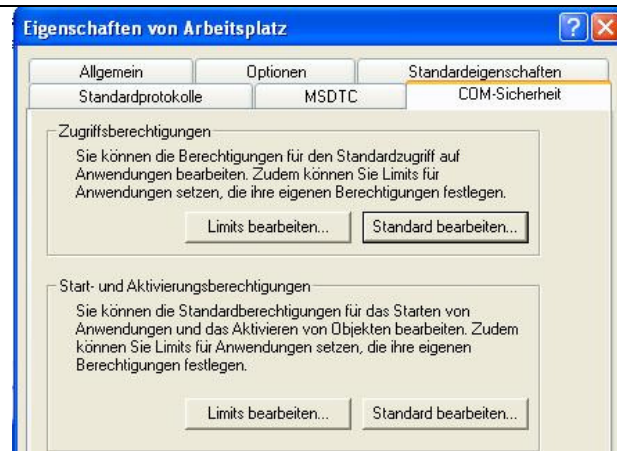 Eigenschaften von Arbeitsplatz
Allgemein Optionen Standardeigenschaften
Standardprotokolle MSDTC COM-Sicherheit
Zugriffsberechtigungen
Sie können die Berechtigungen für den Standardzugriff auf
Anwendungen bearbeiten. Zudem können Sie Limits für
Anwendungen setzen, die ihre eigenen Berechtigungen festlegen.
Limits bearbeiten... Standard bearbeiten...
Start- und Aktivierungsberechtigungen
Sie können die Standardberechtigungen für das Starten von
Anwendungen und das Aktivieren von Objekten bearbeiten. Zudem
können Sie Limits für Anwendungen setzen, die ihre eigenen
Berechtigungen festlegen.
Limits bearbeiten... Standard bearbeiten...